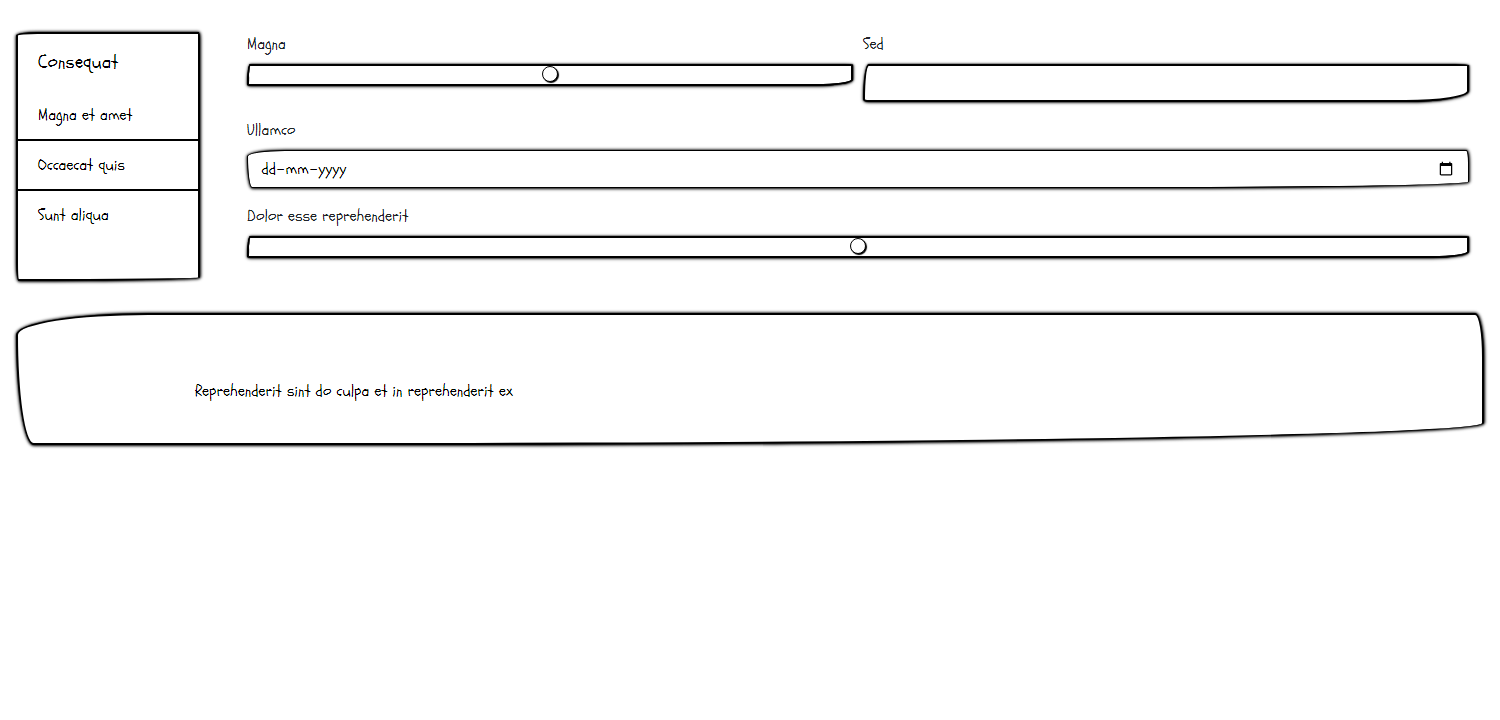 Consequat
Magna et amet
Occaecat quis
Sunt aliqua
Magna
Sed
Ullamco
dd-mm-yyyy
Dolor esse reprehenderit
Reprehenderit sint do culpa et in reprehenderit ex